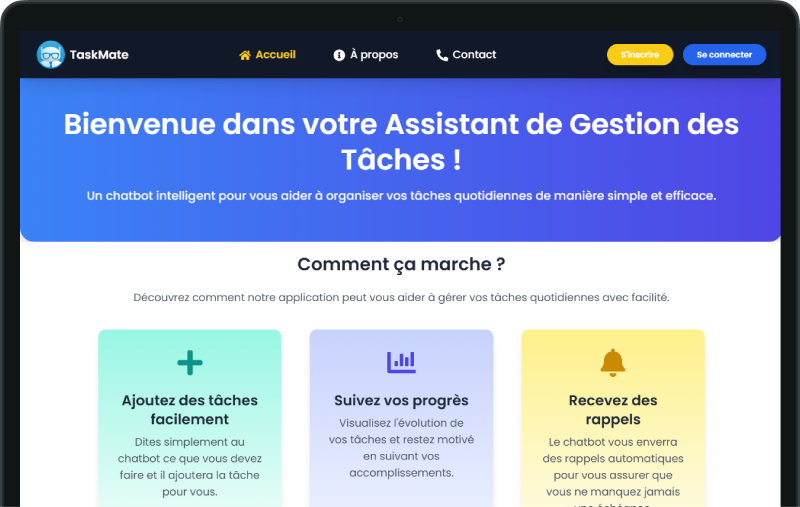 TaskMate
Accueil
À propos
Contact
S'inscrire
Se connecter
Bienvenue dans votre Assistant de Gestion des
Tâches !
Un chatbot intelligent pour vous aider à organiser vos tâches quotidiennes de manière simple et efficace.
Comment ça marche ?
Découvrez comment notre application peut vous aider à gérer vos tâches quotidiennes avec facilité.
Ajoutez des tâches
facilement
Dites simplement au
chatbot ce que vous devez
faire et il ajoutera la tâche
pour vous.
Suivez vos progrès
Visualisez l'évolution de
vos tâches et restez motivé
en suivant vos
accomplissements.
Recevez des
rappels
Le chatbot vous enverra
des rappels automatiques
pour vous assurer que
vous ne manquez jamais